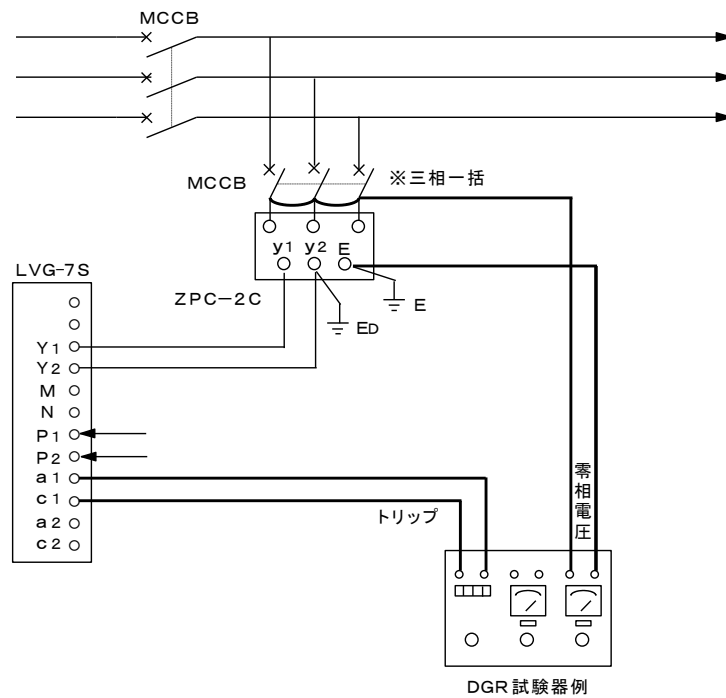 MCCB
MCCB
※三相一括
y1 y2 E
LVG-7S
ZPC-2C
E
ED
Y1
Y2
M
N
P1
P2
a1
c1
a2
c2
トリップ
零相電圧
DGR試験器例